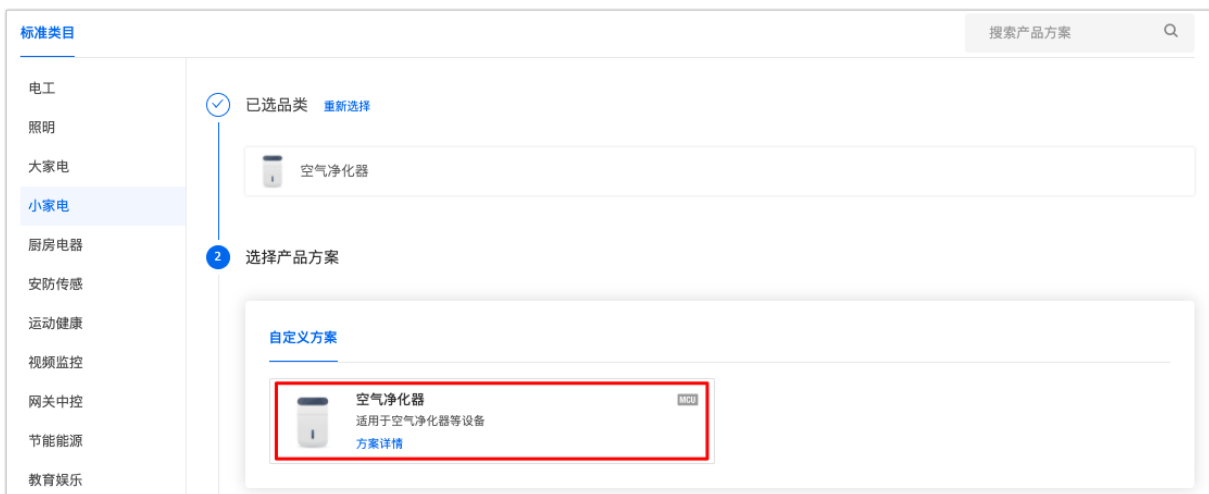 标准类目
搜索产品方案
电工
照明
大家电
小家电
厨房电器
安防传感
运动健康
视频监控
网关中控
节能能源
教育娱乐
已选品类 重新选择
空气净化器
2 选择产品方案
自定义方案
空气净化器 MCU
适用于空气净化器等设备
方案详情